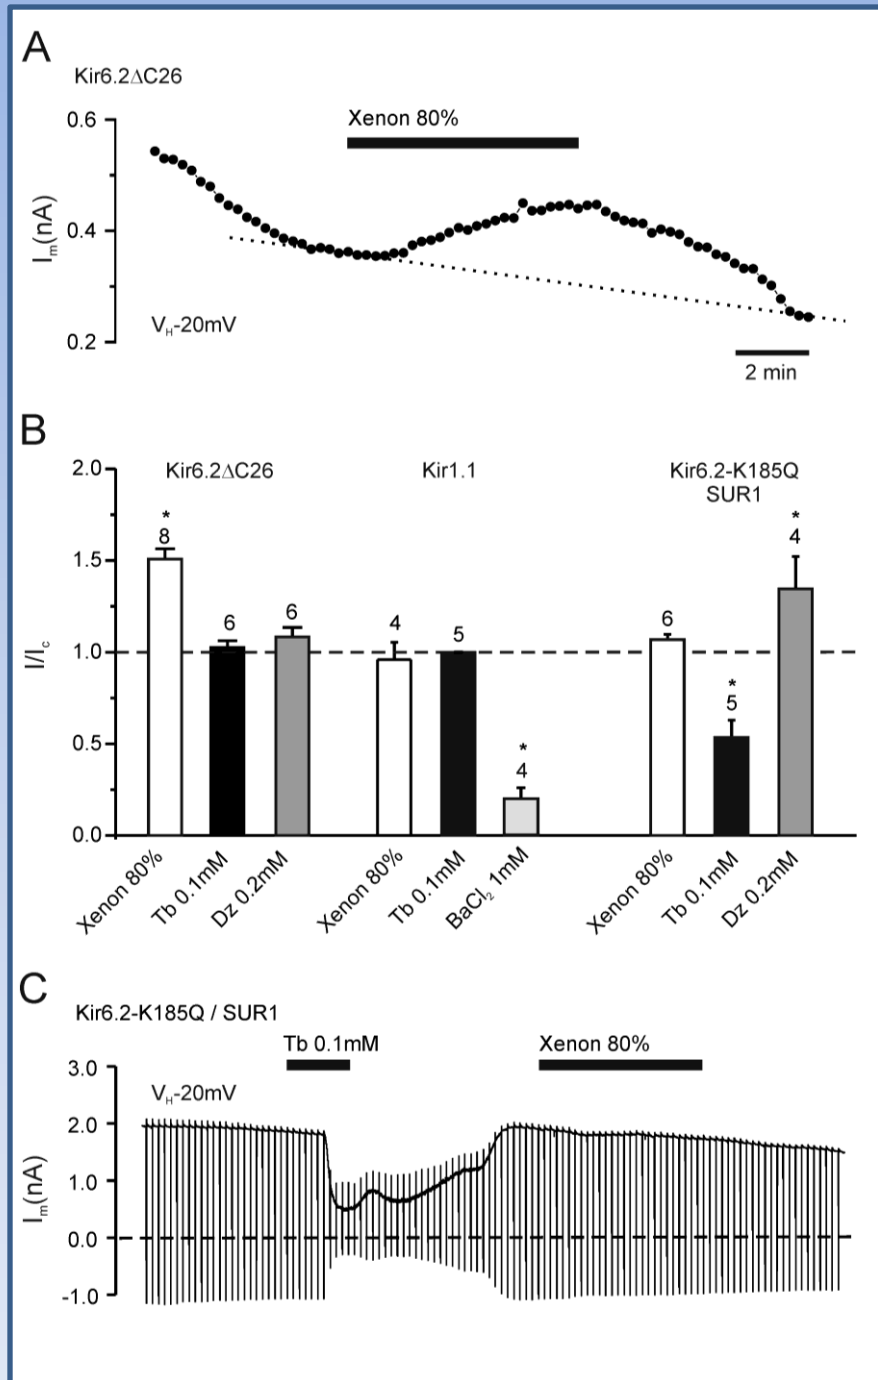 A
Kir6.2ΔC26
Xenon 80%
0.6
0.4
0.2
Im(nA)
VH-20mV
2 min
B
2.0
1.5
1.0
0.5
0.0
I/Ic
Kir6.2ΔC26
Kir1.1
Kir6.2-K185Q
SUR1
*
8
6
6
4
5
*
4
6
*
5
*
4
Xenon 80%
Tb 0.1mM
Dz 0.2mM
Xenon 80%
Tb 0.1mM
BaCl₂ 1mM
Xenon 80%
Tb 0.1mM
Dz 0.2mM
C
Kir6.2-K185Q / SUR1
Tb 0.1mM
Xenon 80%
3.0
2.0
1.0
0.0
-1.0
Im(nA)
VH-20mV